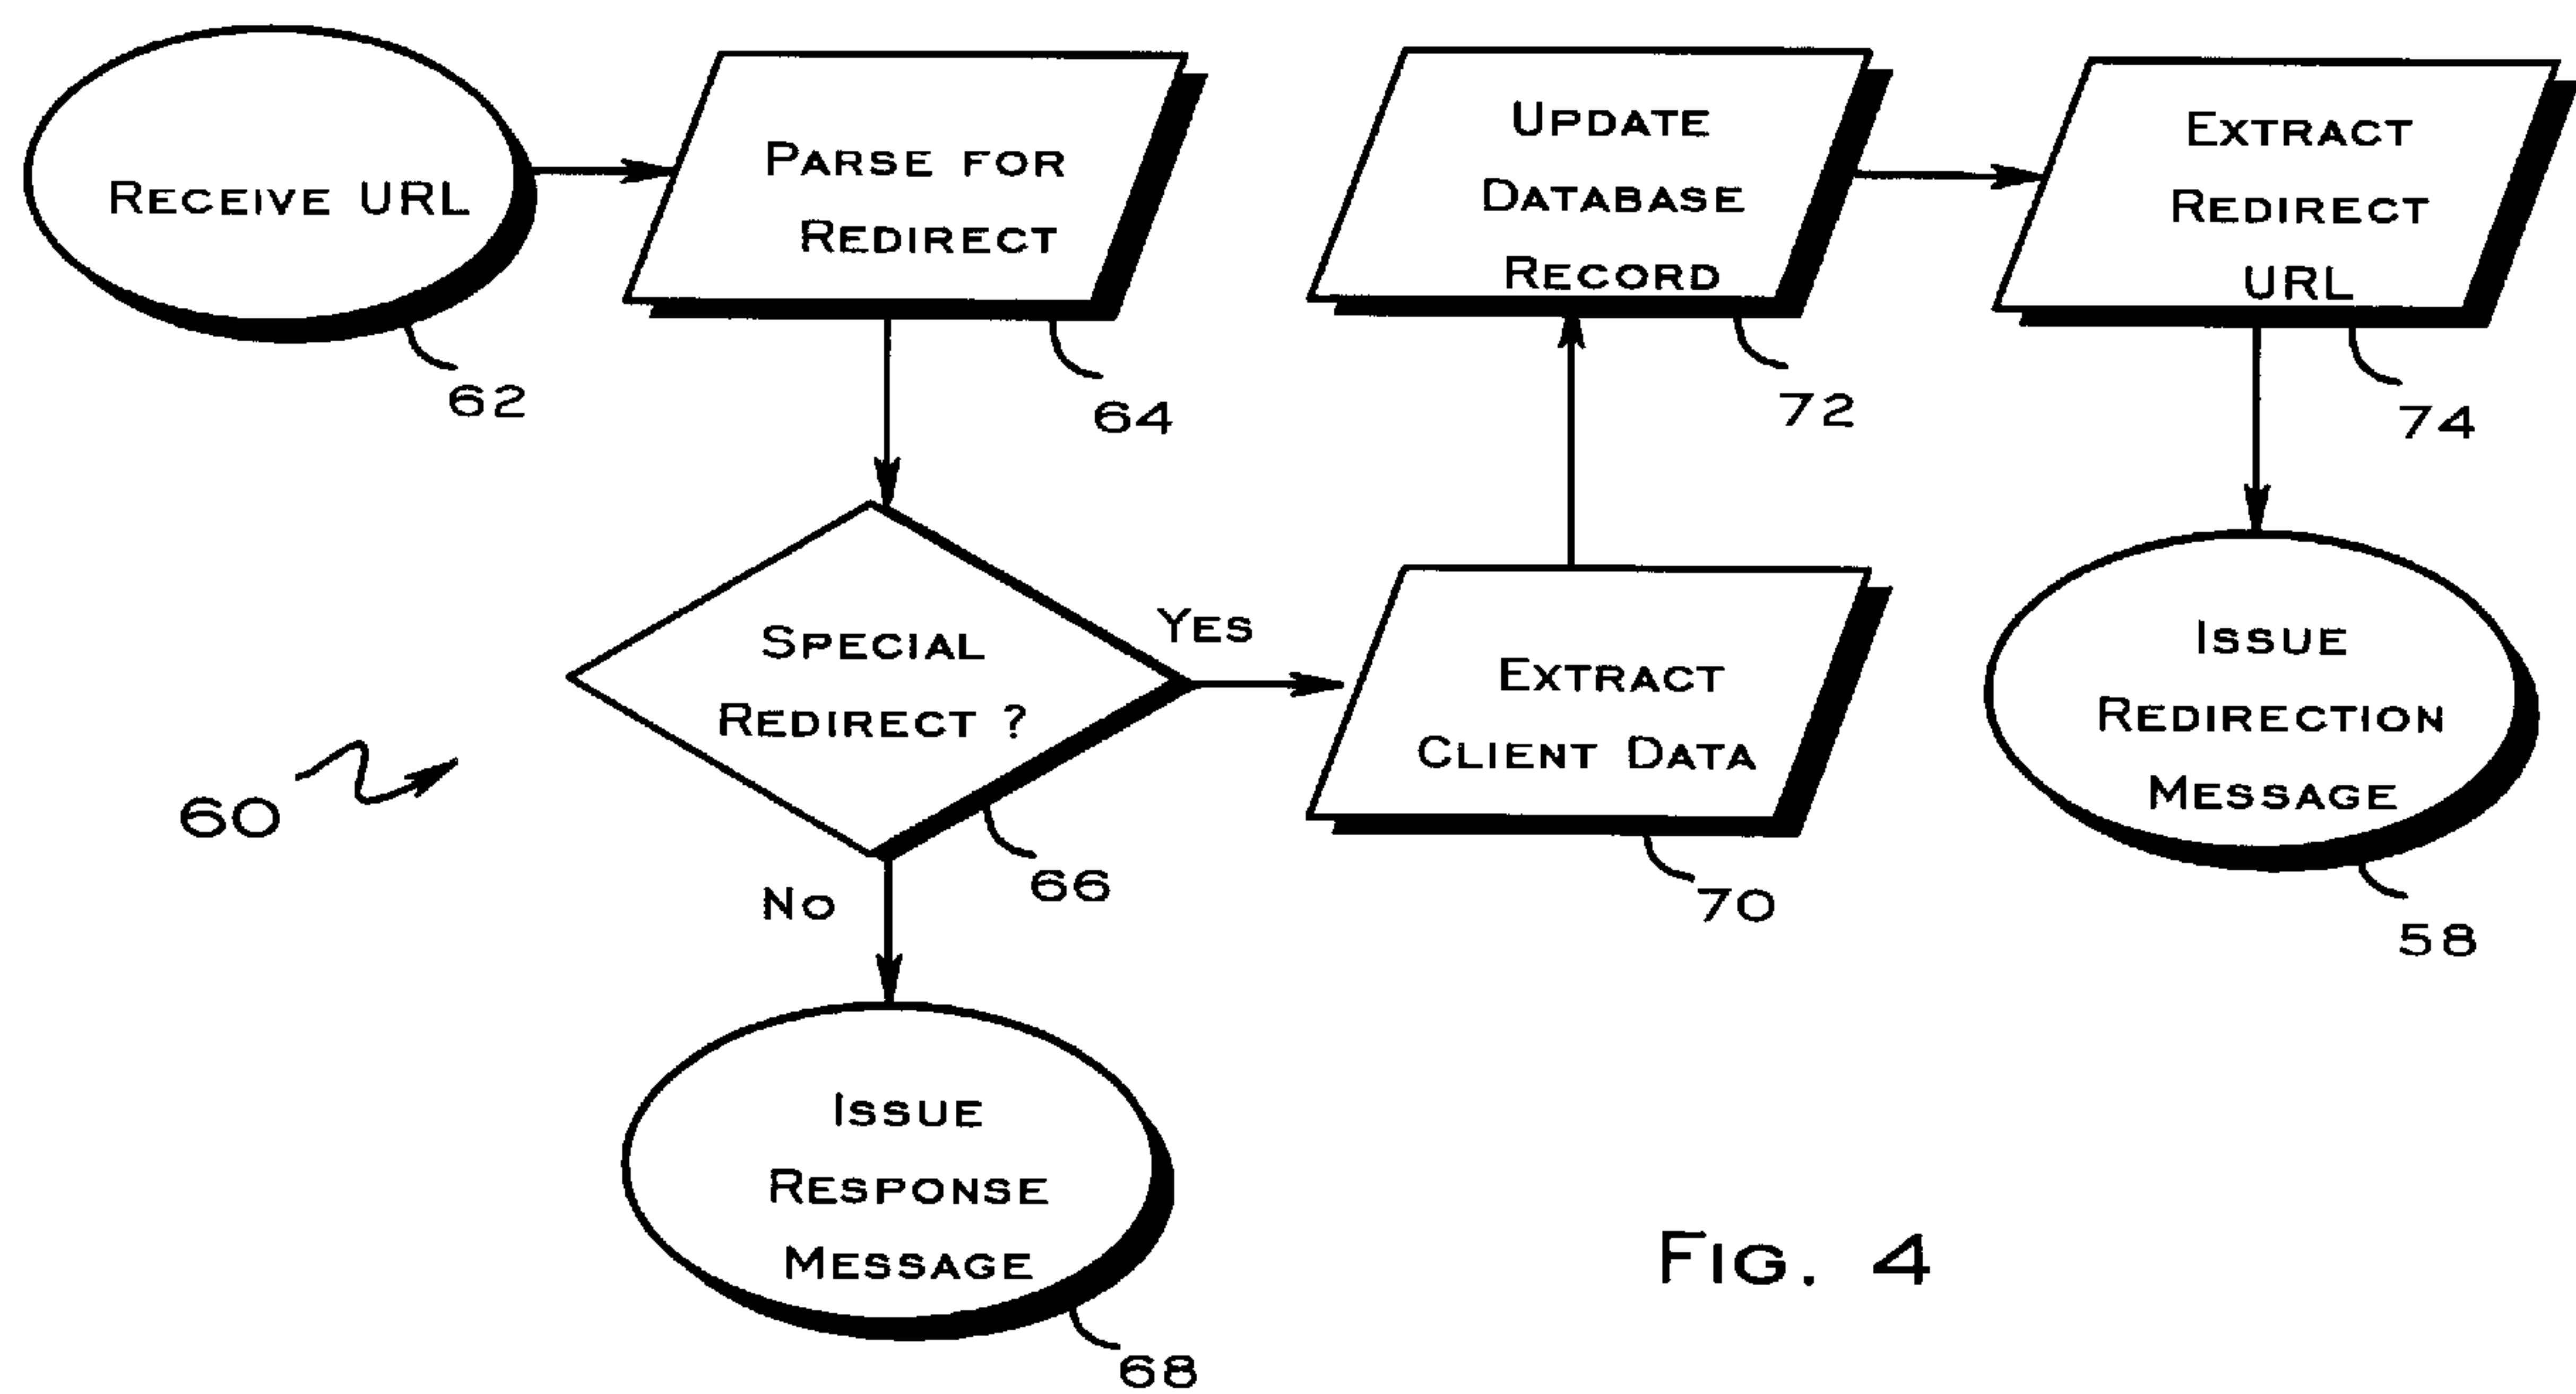 RECEIVE URL
62
PARSE FOR
REDIRECT
64
SPECIAL
REDIRECT ?
66
YES
NO
ISSUE
RESPONSE
MESSAGE
68
EXTRACT
CLIENT DATA
70
UPDATE
DATABASE
RECORD
72
EXTRACT
REDIRECT
URL
74
ISSUE
REDIRECTION
MESSAGE
58
60
FIG. 4